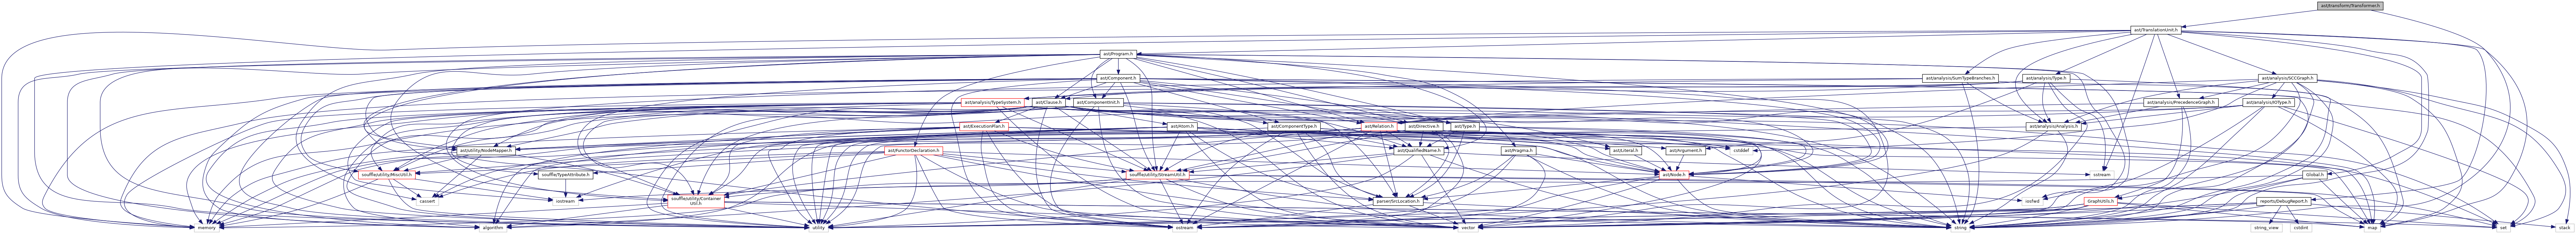 ast/transform/Transformer.h
ast/TranslationUnit.h
ast/Program.h
ast/Component.h
ast/analysis/SumTypeBranches.h
ast/analysis/Type.h
ast/analysis/SCCGraph.h
ast/analysis/TypeSystem.h
ast/Clause.h
ast/ComponentInit.h
ast/analysis/PrecedenceGraph.h
ast/analysis/IOType.h
ast/ExecutionPlan.h
ast/Atom.h
ast/ComponentType.h
ast/Relation.h
ast/Directive.h
ast/Type.h
ast/analysis/Analysis.h
ast/utility/NodeMapper.h
ast/FunctorDeclaration.h
ast/QualifiedName.h
ast/Pragma.h
ast/Literal.h
ast/Argument.h
cstddef
souffle/utility/MiscUtil.h
souffle/TypeAttribute.h
souffle/utility/StreamUtil.h
ast/Node.h
sstream
Global.h
cassert
iostream
souffle/utility/Container
Util.h
parser/SrcLocation.h
iosfwd
GraphUtils.h
reports/DebugReport.h
memory
algorithm
utility
ostream
vector
string
string_view
cstdint
map
set
stack